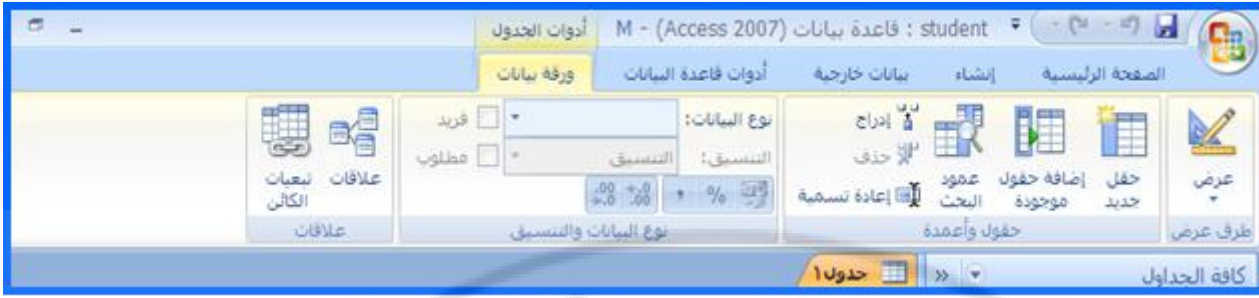 student : قاعدة بيانات (Access 2007) - M أدوات الجدول
الصفحة الرئيسية إنشاء بيانات خارجية أدوات قاعدة البيانات ورقة بيانات
عرض
حقل جديد
إضافة حقول موجودة
عمود البحث
إدراج
حذف
إعادة تسمية
نوع البيانات:
فريد
التنسيق: التنسيق
مطلوب
علاقات
تبعيات الكائن
طرق عرض حقول وأعمدة نوع البيانات والتنسيق علاقات
كافة الجداول جدول١